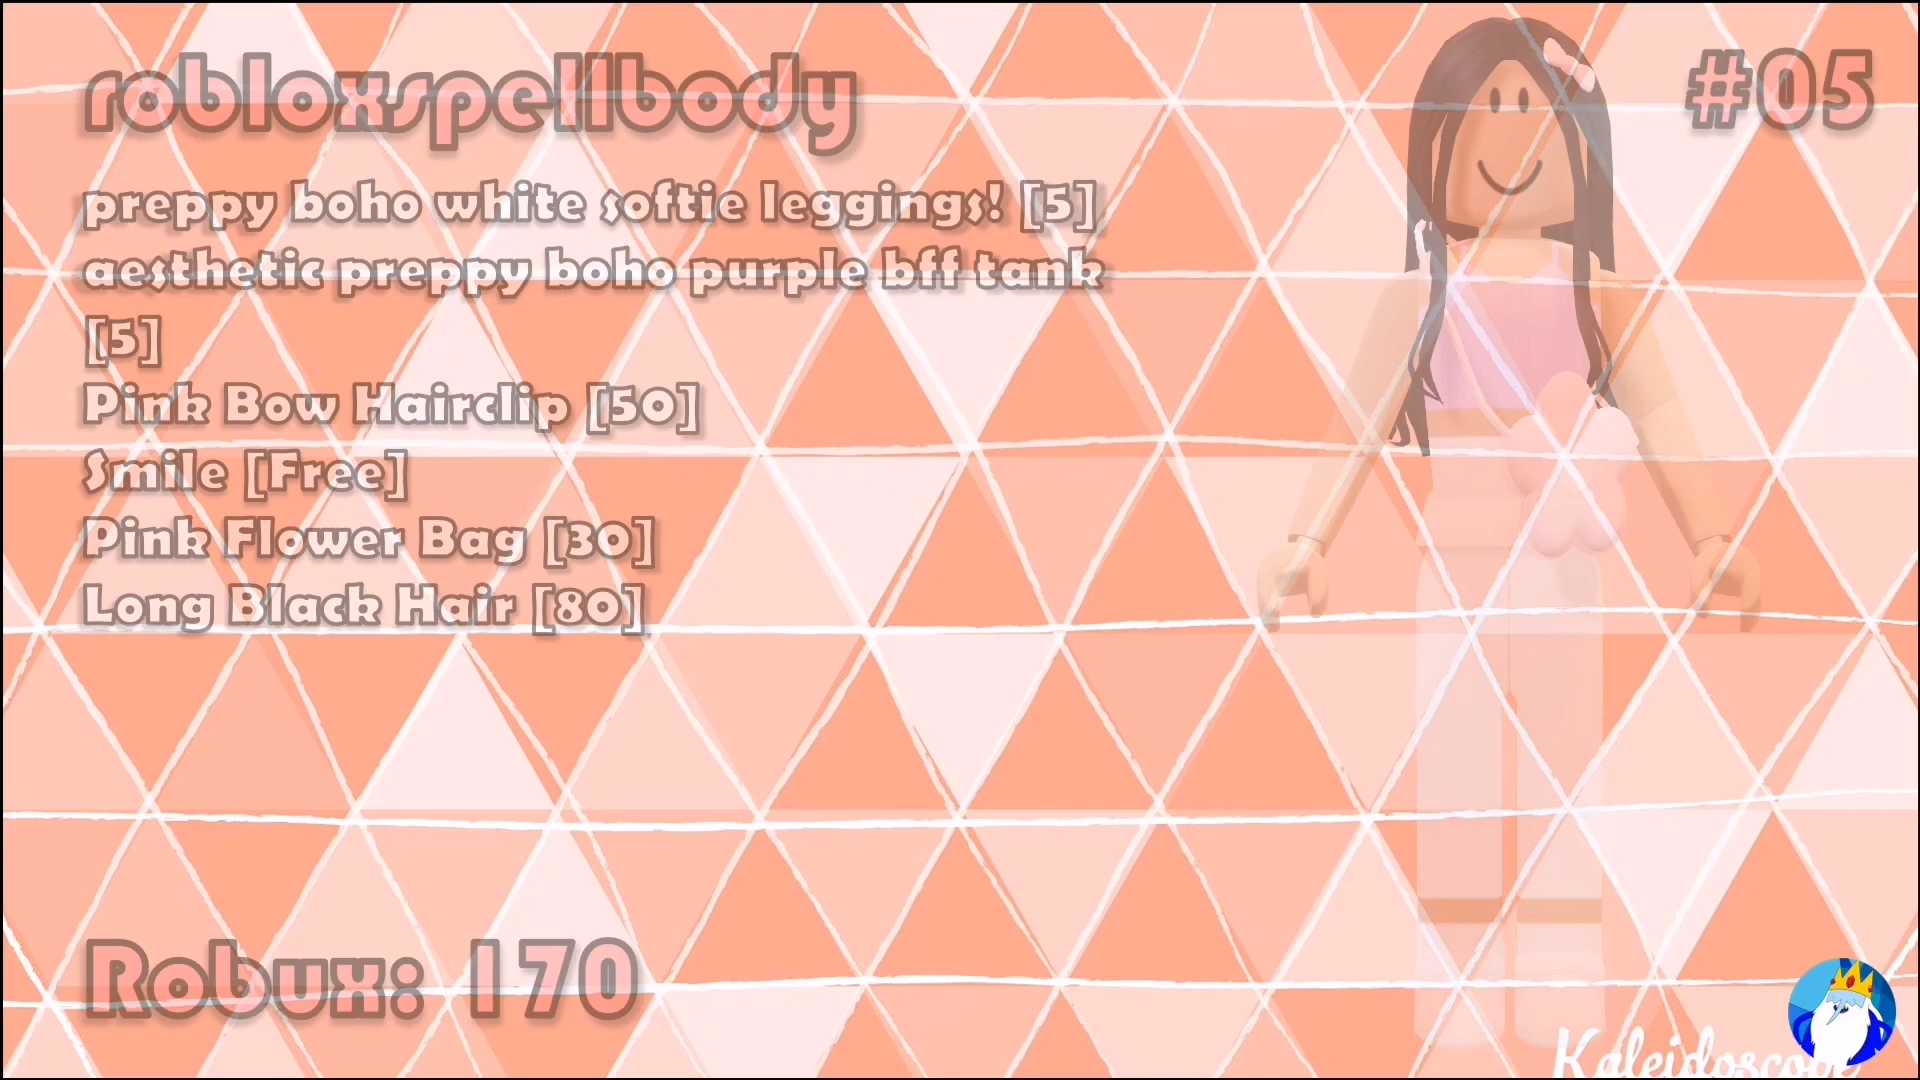 robloxspellbody
#05
preppy boho white softie leggings! [5]
aesthetic preppy boho purple bff tank
[5]
Pink Bow Hairclip [50]
Smile [Free]
Pink Flower Bag [30]
Long Black Hair [80]
Robux: 170
Kaleidoscope